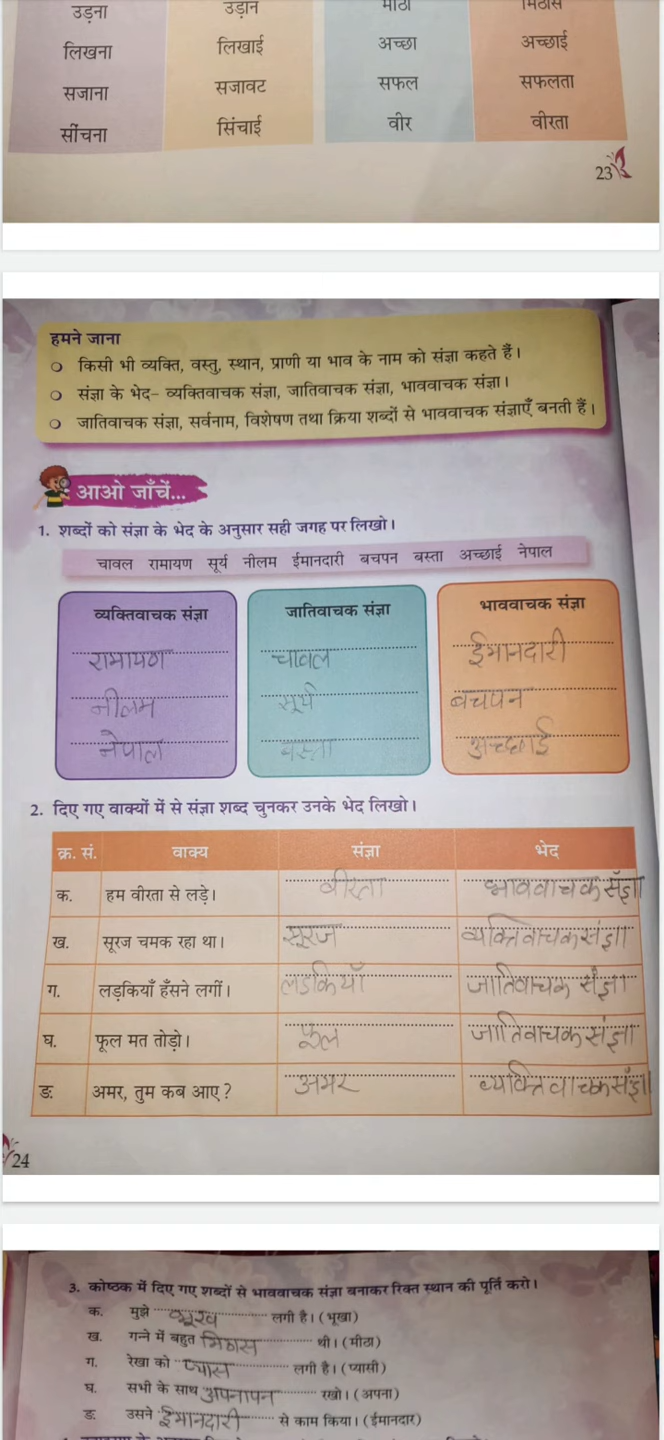 उड़ना उड़ान मीठा मिठास
लिखना लिखाई अच्छा अच्छाई
सजाना सजावट सफल सफलता
सींचना सिंचाई वीर वीरता
23
हमने जाना
किसी भी व्यक्ति, वस्तु, स्थान, प्राणी या भाव के नाम को संज्ञा कहते हैं।
संज्ञा के भेद- व्यक्तिवाचक संज्ञा, जातिवाचक संज्ञा, भाववाचक संज्ञा।
जातिवाचक संज्ञा, सर्वनाम, विशेषण तथा क्रिया शब्दों से भाववाचक संज्ञाएँ बनती हैं।
आओ जाँचें...
1. शब्दों को संज्ञा के भेद के अनुसार सही जगह पर लिखो।
चावल रामायण सूर्य नीलम ईमानदारी बचपन बस्ता अच्छाई नेपाल
व्यक्तिवाचक संज्ञा जातिवाचक संज्ञा भाववाचक संज्ञा
रामायण चावल ईमानदारी
नीलम सूर्य बचपन
नेपाल बस्ता अच्छाई
2. दिए गए वाक्यों में से संज्ञा शब्द चुनकर उनके भेद लिखो।
क्र. सं. वाक्य संज्ञा भेद
क. हम वीरता से लड़े। वीरता भाववाचक संज्ञा
ख. सूरज चमक रहा था। सूरज व्यक्तिवाचक संज्ञा
ग. लड़कियाँ हँसने लगीं। लडकियाँ जातिवाचक संज्ञा
घ. फूल मत तोड़ो। फूल जातिवाचक संज्ञा
ङ. अमर, तुम कब आए? अमर व्यक्तिवाचक संज्ञा
24
3. कोष्ठक में दिए गए शब्दों से भाववाचक संज्ञा बनाकर रिक्त स्थान की पूर्ति करो।
क. मुझे भूख लगी है। (भूखा)
ख. गन्ने में बहुत मिठास थी। (मीठा)
ग. रेखा को प्यास लगी है। (प्यासी)
घ. सभी के साथ अपनापन रखो। (अपना)
ङ. उसने ईमानदारी से काम किया। (ईमानदार)